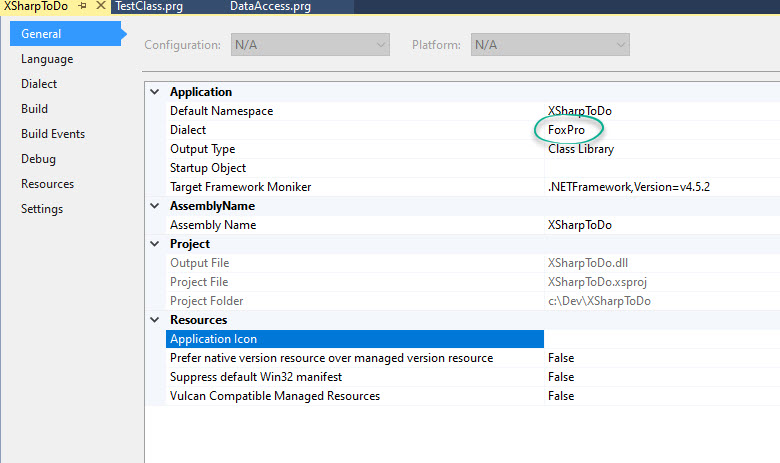 XSharpToDo TestClass.prg DataAccess.prg
General
Configuration: N/A Platform: N/A
Language
Dialect
Build
Build Events
Debug
Resources
Settings
Application
Default Namespace XSharpToDo
Dialect FoxPro
Output Type Class Library
Startup Object
Target Framework Moniker .NETFramework,Version=v4.5.2
AssemblyName
Assembly Name XSharpToDo
Project
Output File XSharpToDo.dll
Project File XSharpToDo.xsproj
Project Folder c:\Dev\XSharpToDo
Resources
Application Icon
Prefer native version resource over managed version resource False
Suppress default Win32 manifest False
Vulcan Compatible Managed Resources False